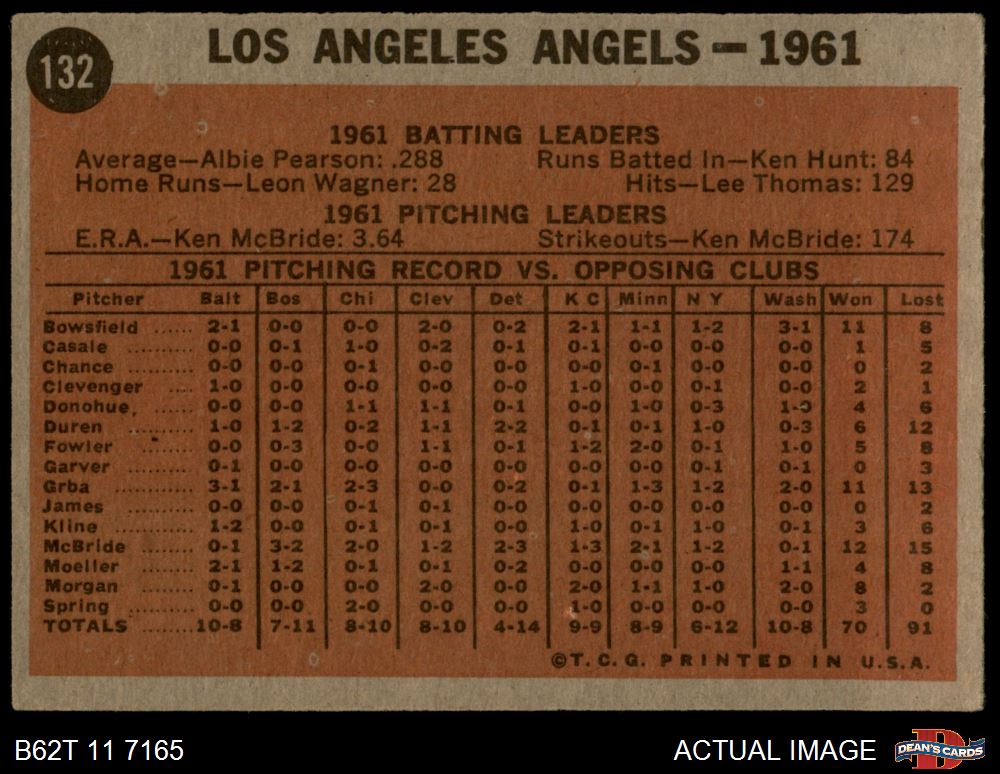 132
LOS ANGELES ANGELS — 1961
1961 BATTING LEADERS
Average—Albie Pearson: .288 Runs Batted In—Ken Hunt: 84
Home Runs—Leon Wagner: 28 Hits—Lee Thomas: 129
1961 PITCHING LEADERS
E.R.A.—Ken McBride: 3.64 Strikeouts—Ken McBride: 174
1961 PITCHING RECORD VS. OPPOSING CLUBS
Pitcher Balt Bos Chi Clev Det K C Minn N Y Wash Won Lost
Bowsfield ...... 2-1 0-0 0-0 2-0 0-2 2-1 1-1 1-2 3-1 11 8
Casale .......... 0-0 0-1 1-0 0-2 0-1 0-1 0-0 0-0 0-0 1 5
Chance .......... 0-0 0-0 0-1 0-0 0-0 0-0 0-1 0-0 0-0 0 2
Clevenger .... 1-0 0-0 0-0 0-0 0-0 1-0 0-0 0-1 0-0 2 1
Donohue, ...... 0-0 0-0 1-1 1-1 0-1 0-0 1-0 0-3 1-0 4 6
Duren .......... 1-0 1-2 0-2 1-1 2-2 0-1 0-1 1-0 0-3 6 12
Fowler .......... 0-0 0-3 0-0 1-1 0-1 1-2 2-0 0-1 1-0 5 8
Garver .......... 0-1 0-0 0-0 0-0 0-0 0-0 0-0 0-1 0-1 0 3
Grba .......... 3-1 2-1 2-3 0-0 0-2 0-1 1-3 1-2 2-0 11 13
James .......... 0-0 0-0 0-1 0-1 0-0 0-0 0-0 0-0 0-0 0 2
Kline .......... 1-2 0-0 0-1 0-1 0-0 1-0 0-1 1-0 0-1 3 6
McBride ........ 0-1 3-2 2-0 1-2 2-3 1-3 2-1 1-2 0-1 12 15
Moeller ........ 2-1 1-2 0-1 0-1 0-2 0-0 0-0 0-0 1-1 4 8
Morgan ........ 0-1 0-0 0-0 2-0 0-0 2-0 1-1 1-0 2-0 8 2
Spring .......... 0-0 0-0 2-0 0-0 0-0 1-0 0-0 0-0 0-0 3 0
TOTALS ........ 10-8 7-11 8-10 8-10 4-14 9-9 8-9 6-12 10-8 70 91
©T. C. G. PRINTED IN U.S.A.
B62T 11 7165 ACTUAL IMAGE DEAN'S CARDS